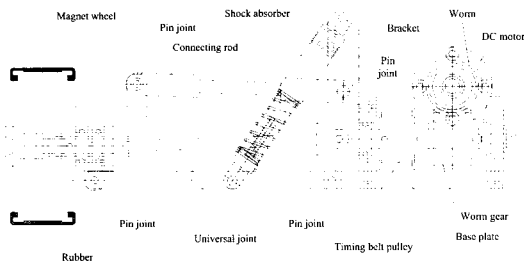 Magnet wheel
Shock absorber
Worm
Pin joint
Bracket
DC motor
Connecting rod
Pin
joint
Pin joint
Pin joint
Worm gear
Universal joint
Base plate
Timing belt pulley
Rubber